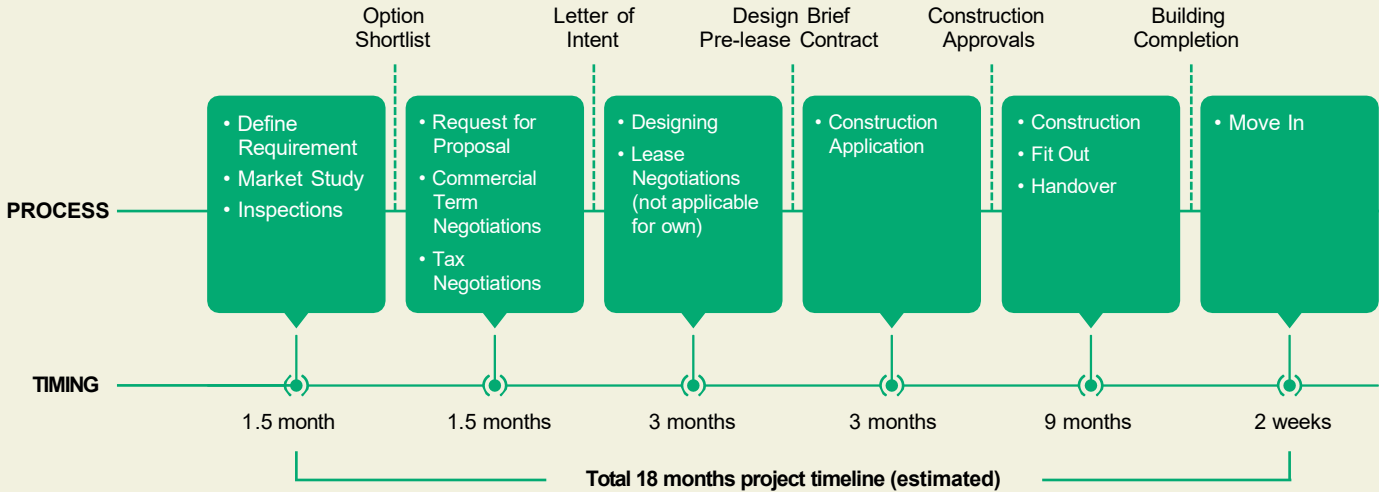 Option
Shortlist
Letter of
Intent
Design Brief
Pre-lease Contract
Construction
Approvals
Building
Completion
PROCESS
• Define
Requirement
• Market Study
• Inspections
• Request for
Proposal
• Commercial
Term
Negotiations
• Tax
Negotiations
• Designing
• Lease
Negotiations
(not applicable
for own)
• Construction
Application
• Construction
• Fit Out
• Handover
• Move In
TIMING
1.5 month
1.5 months
3 months
3 months
9 months
2 weeks
Total 18 months project timeline (estimated)